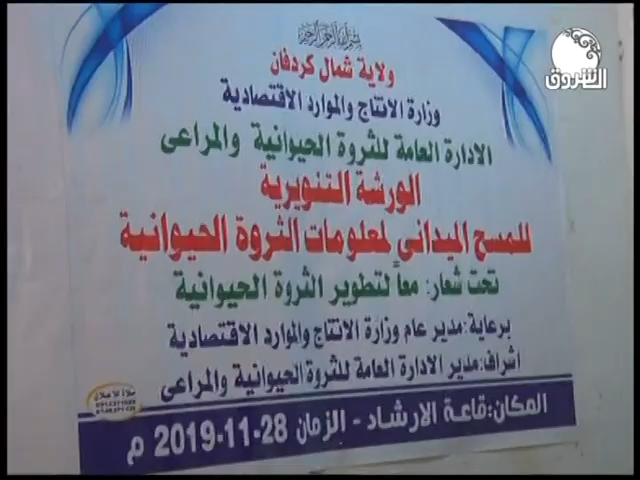 بسم الله الرحمن الرحيم
ولاية شمال كردفان
وزارة الانتاج والموارد الاقتصادية
الادارة العامة للثروة الحيوانية والمراعى
الورشة التنويرية
للمسح الميدانى لمعلومات الثروة الحيوانية
تحت شعار: معاً لتطوير الثروة الحيوانية
برعاية:مدير عام وزارة الانتاج والموارد الاقتصادية
اشراف:مدير الادارة العامة للثروة الحيوانية والمراعى
المكان:قاعة الارشاد - الزمان 28-11-2019 م
الشروق